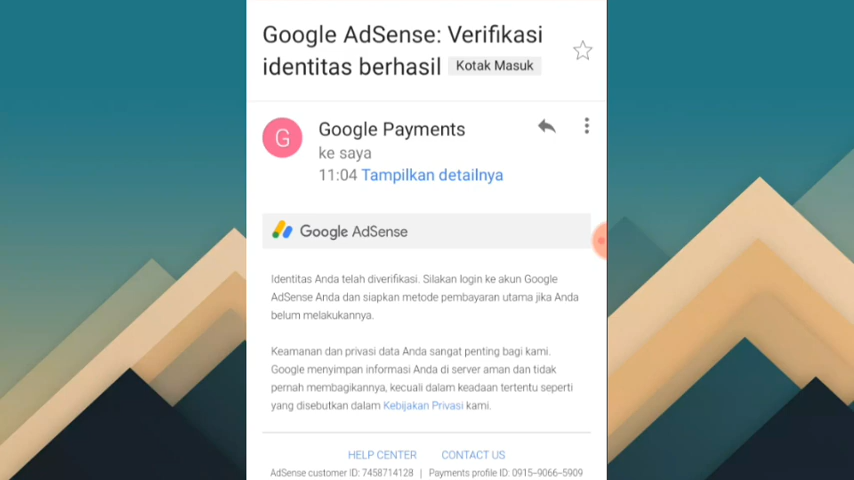 Google AdSense: Verifikasi
identitas berhasil Kotak Masuk
G Google Payments
ke saya
11:04 Tampilkan detailnya
Google AdSense
Identitas Anda telah diverifikasi. Silakan login ke akun Google
AdSense Anda dan siapkan metode pembayaran utama jika Anda
belum melakukannya.
Keamanan dan privasi data Anda sangat penting bagi kami.
Google menyimpan informasi Anda di server aman dan tidak
pernah membagikannya, kecuali dalam keadaan tertentu seperti
yang disebutkan dalam Kebijakan Privasi kami.
HELP CENTER CONTACT US
AdSense customer ID: 7458714128 | Payments profile ID: 0915-9066-5909